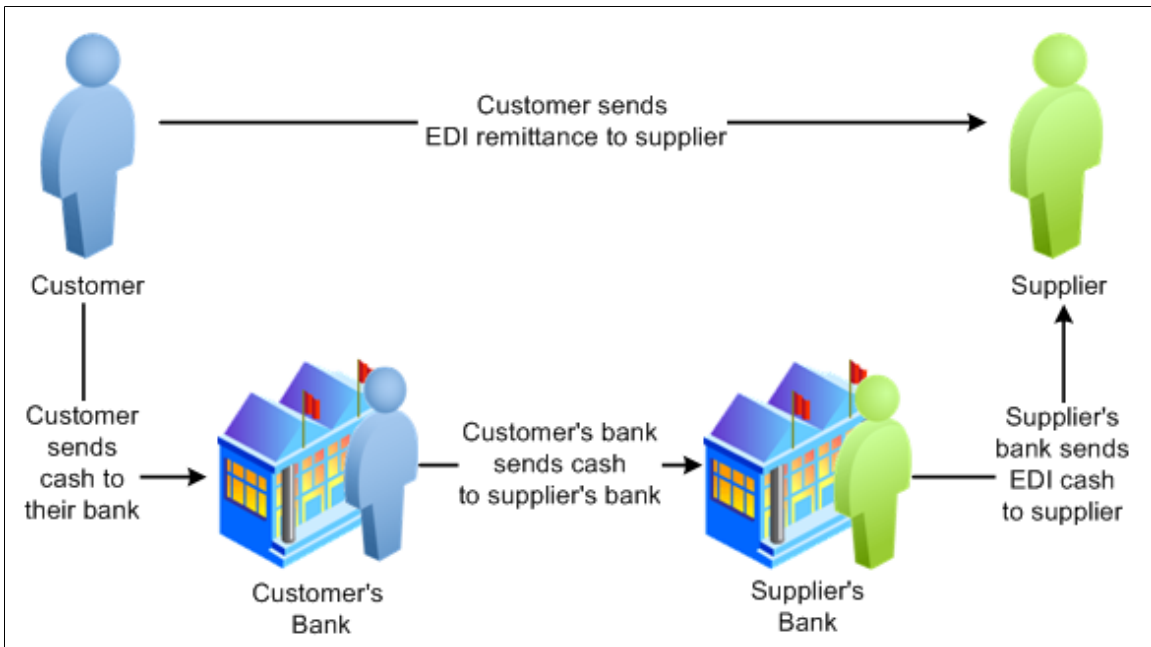 Customer sends
EDI remittance to supplier
Customer
Supplier
Customer
sends
cash to
their bank
Customer's bank
sends cash
to supplier's bank
Supplier's
bank sends
EDI cash
to supplier
Customer's
Bank
Supplier's
Bank